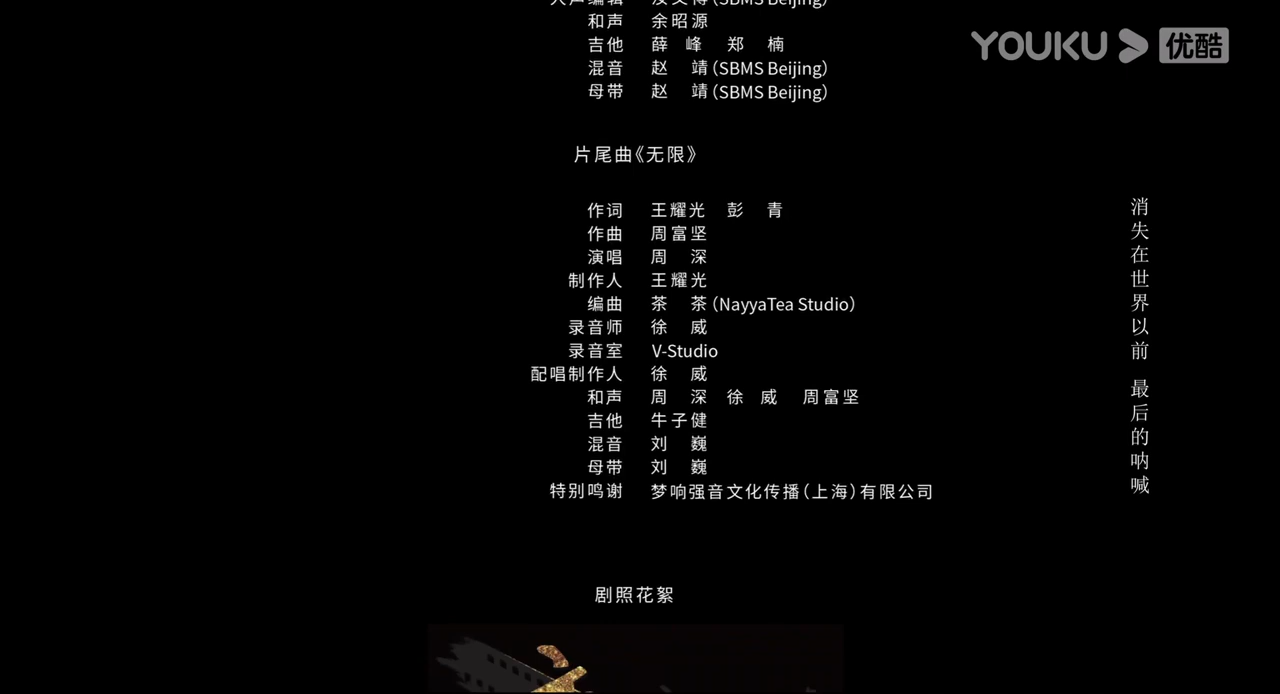 和声 余昭源
吉他 薛 峰 郑 楠
混音 赵 靖(SBMS Beijing)
母带 赵 靖(SBMS Beijing)
YOUKU 优酷
片尾曲《无限》
作词 王耀光 彭 青
作曲 周富坚
演唱 周 深
制作人 王耀光
编曲 茶 茶(NayyaTea Studio)
录音师 徐 威
录音室 V-Studio
配唱制作人 徐 威
和声 周 深 徐 威 周富坚
吉他 牛子健
混音 刘 巍
母带 刘 巍
特别鸣谢 梦响强音文化传播(上海)有限公司
消失在世界以前 最后的呐喊
剧照花絮